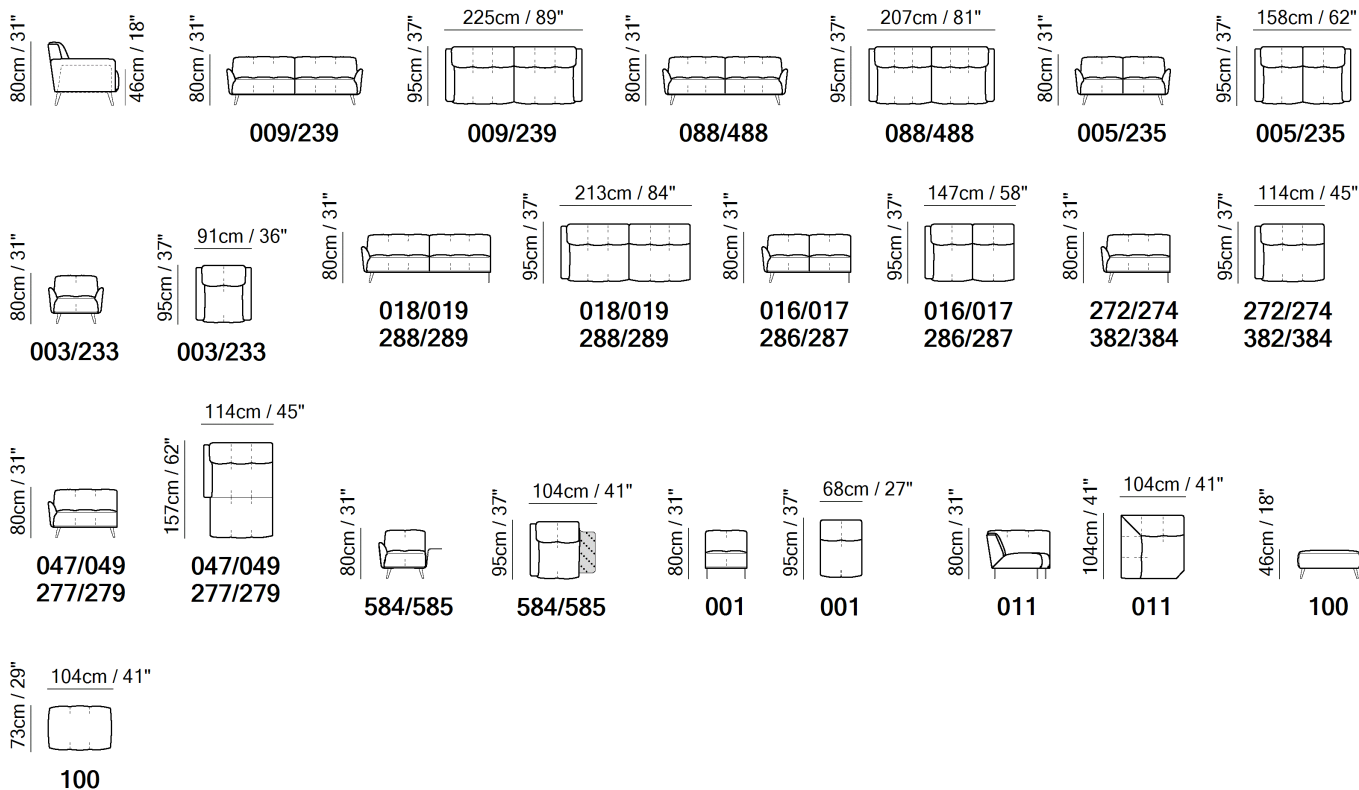 80cm / 31"
46cm / 18"
80cm / 31"
009/239
95cm / 37"
225cm / 89"
009/239
80cm / 31"
088/488
95cm / 37"
207cm / 81"
088/488
80cm / 31"
005/235
95cm / 37"
158cm / 62"
005/235
80cm / 31"
003/233
95cm / 37"
91cm / 36"
003/233
80cm / 31"
018/019
288/289
95cm / 37"
213cm / 84"
018/019
288/289
80cm / 31"
016/017
286/287
95cm / 37"
147cm / 58"
016/017
286/287
80cm / 31"
272/274
382/384
95cm / 37"
114cm / 45"
272/274
382/384
80cm / 31"
047/049
277/279
157cm / 62"
114cm / 45"
047/049
277/279
80cm / 31"
584/585
95cm / 37"
104cm / 41"
584/585
80cm / 31"
001
95cm / 37"
68cm / 27"
001
80cm / 31"
011
104cm / 41"
104cm / 41"
011
46cm / 18"
100
73cm / 29"
104cm / 41"
100